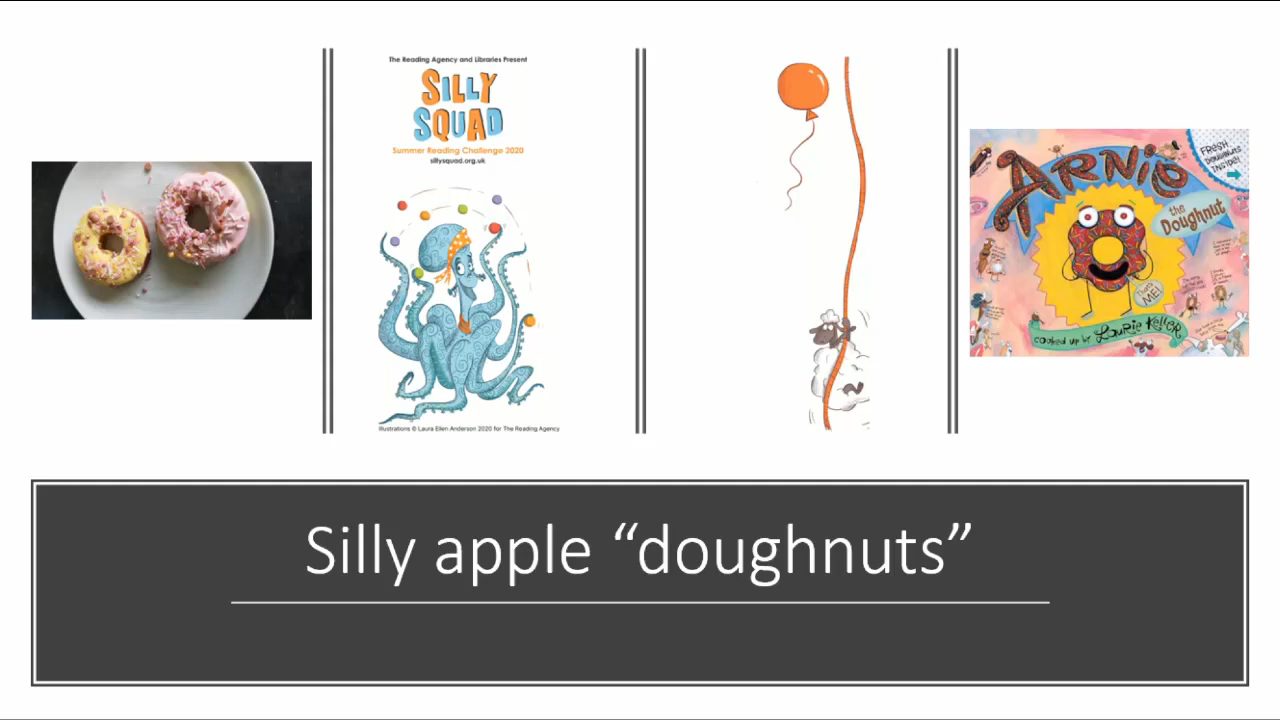 The Reading Agency and Libraries Present
SILLY
SQUAD
Summer Reading Challenge 2020
sillysquad.org.uk
Illustrations © Laura Ellen Anderson 2020 for The Reading Agency
FRESH
DOUGHNUTS
INSIDE!
ARNIE
the
Doughnut
ME!
cooked up by Laurie Keller
Silly apple “doughnuts”